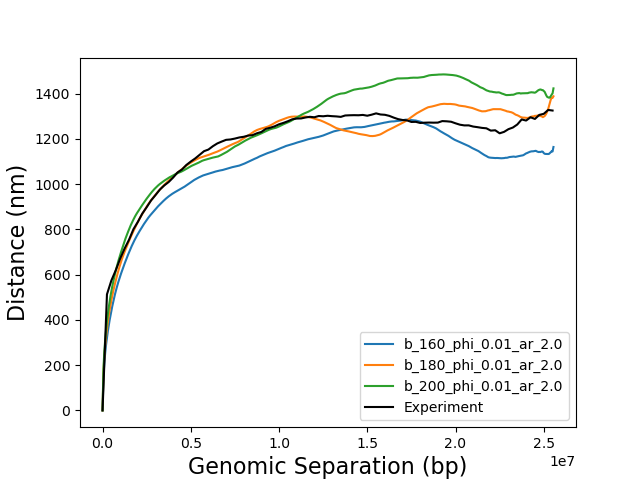 1400
1200
1000
800
600
400
200
0
Distance (nm)
b_160_phi_0.01_ar_2.0
b_180_phi_0.01_ar_2.0
b_200_phi_0.01_ar_2.0
Experiment
0.0 0.5 1.0 1.5 2.0 2.5
1e7
Genomic Separation (bp)